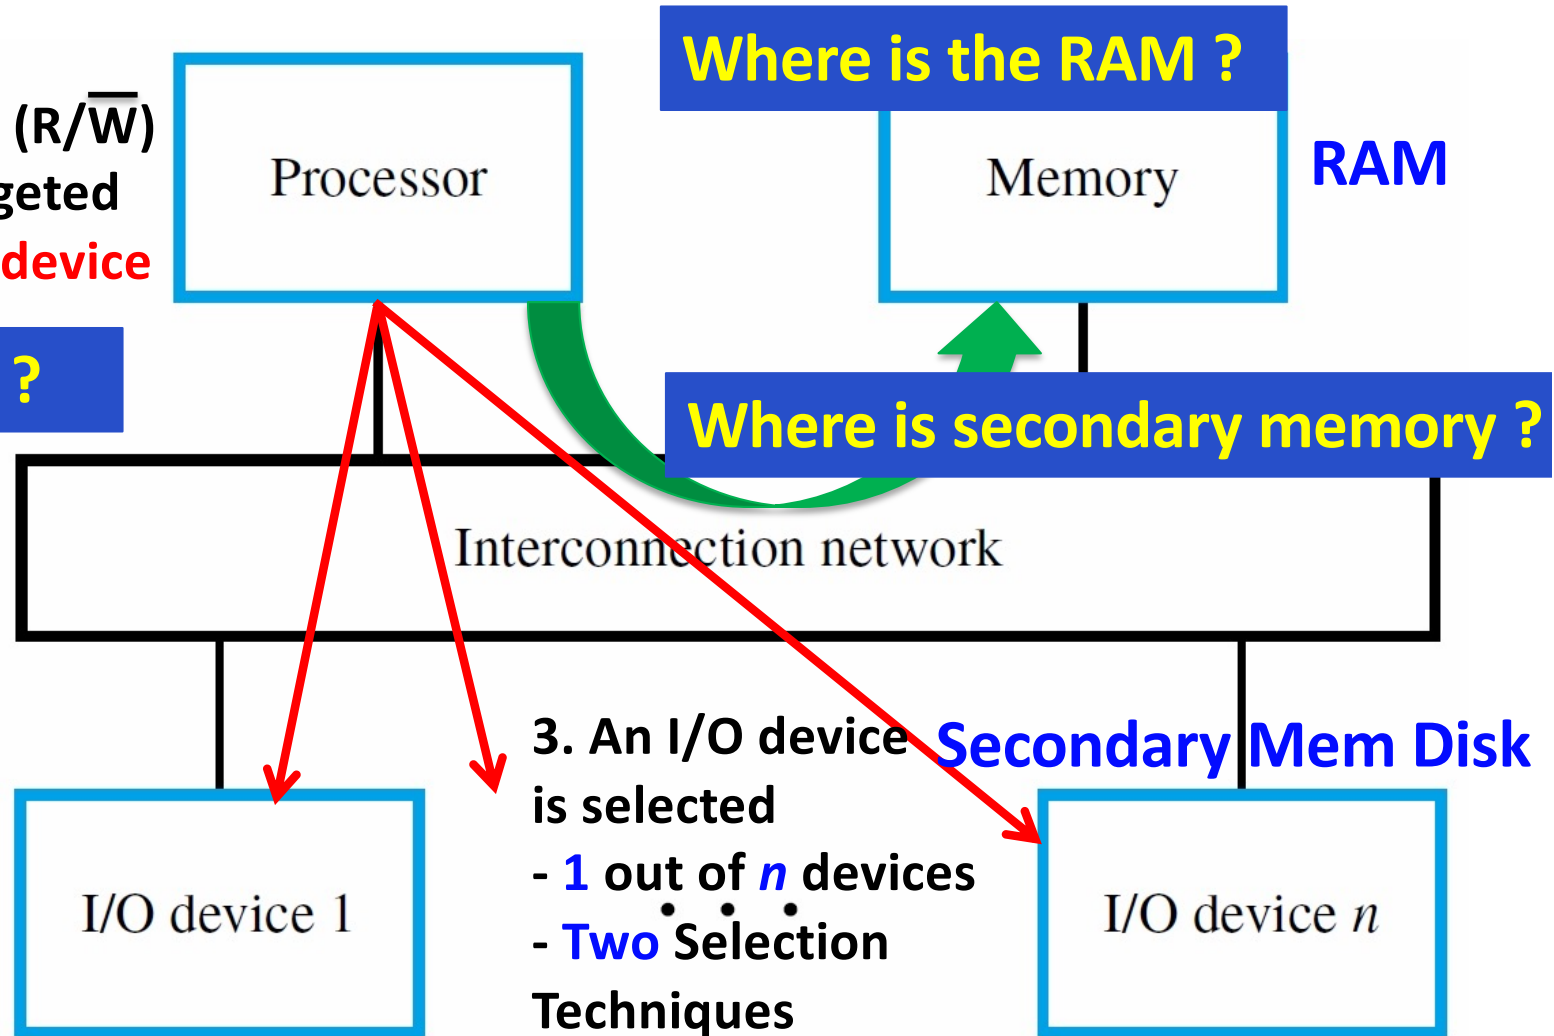 Where is the RAM ?
(R/W̅)
Processor
Memory
RAM
device
?
Where is secondary memory ?
Interconnection network
3. An I/O device
is selected
- 1 out of n devices
- Two Selection
Techniques
Secondary Mem Disk
I/O device 1
• • •
I/O device n